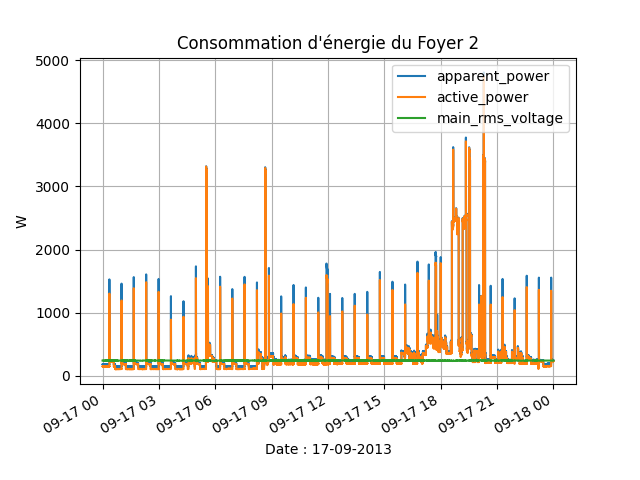 Consommation d'énergie du Foyer 2
apparent_power
active_power
main_rms_voltage
5000
4000
3000
2000
1000
0
W
09-17 00
09-17 03
09-17 06
09-17 09
09-17 12
09-17 15
09-17 18
09-17 21
09-18 00
Date : 17-09-2013